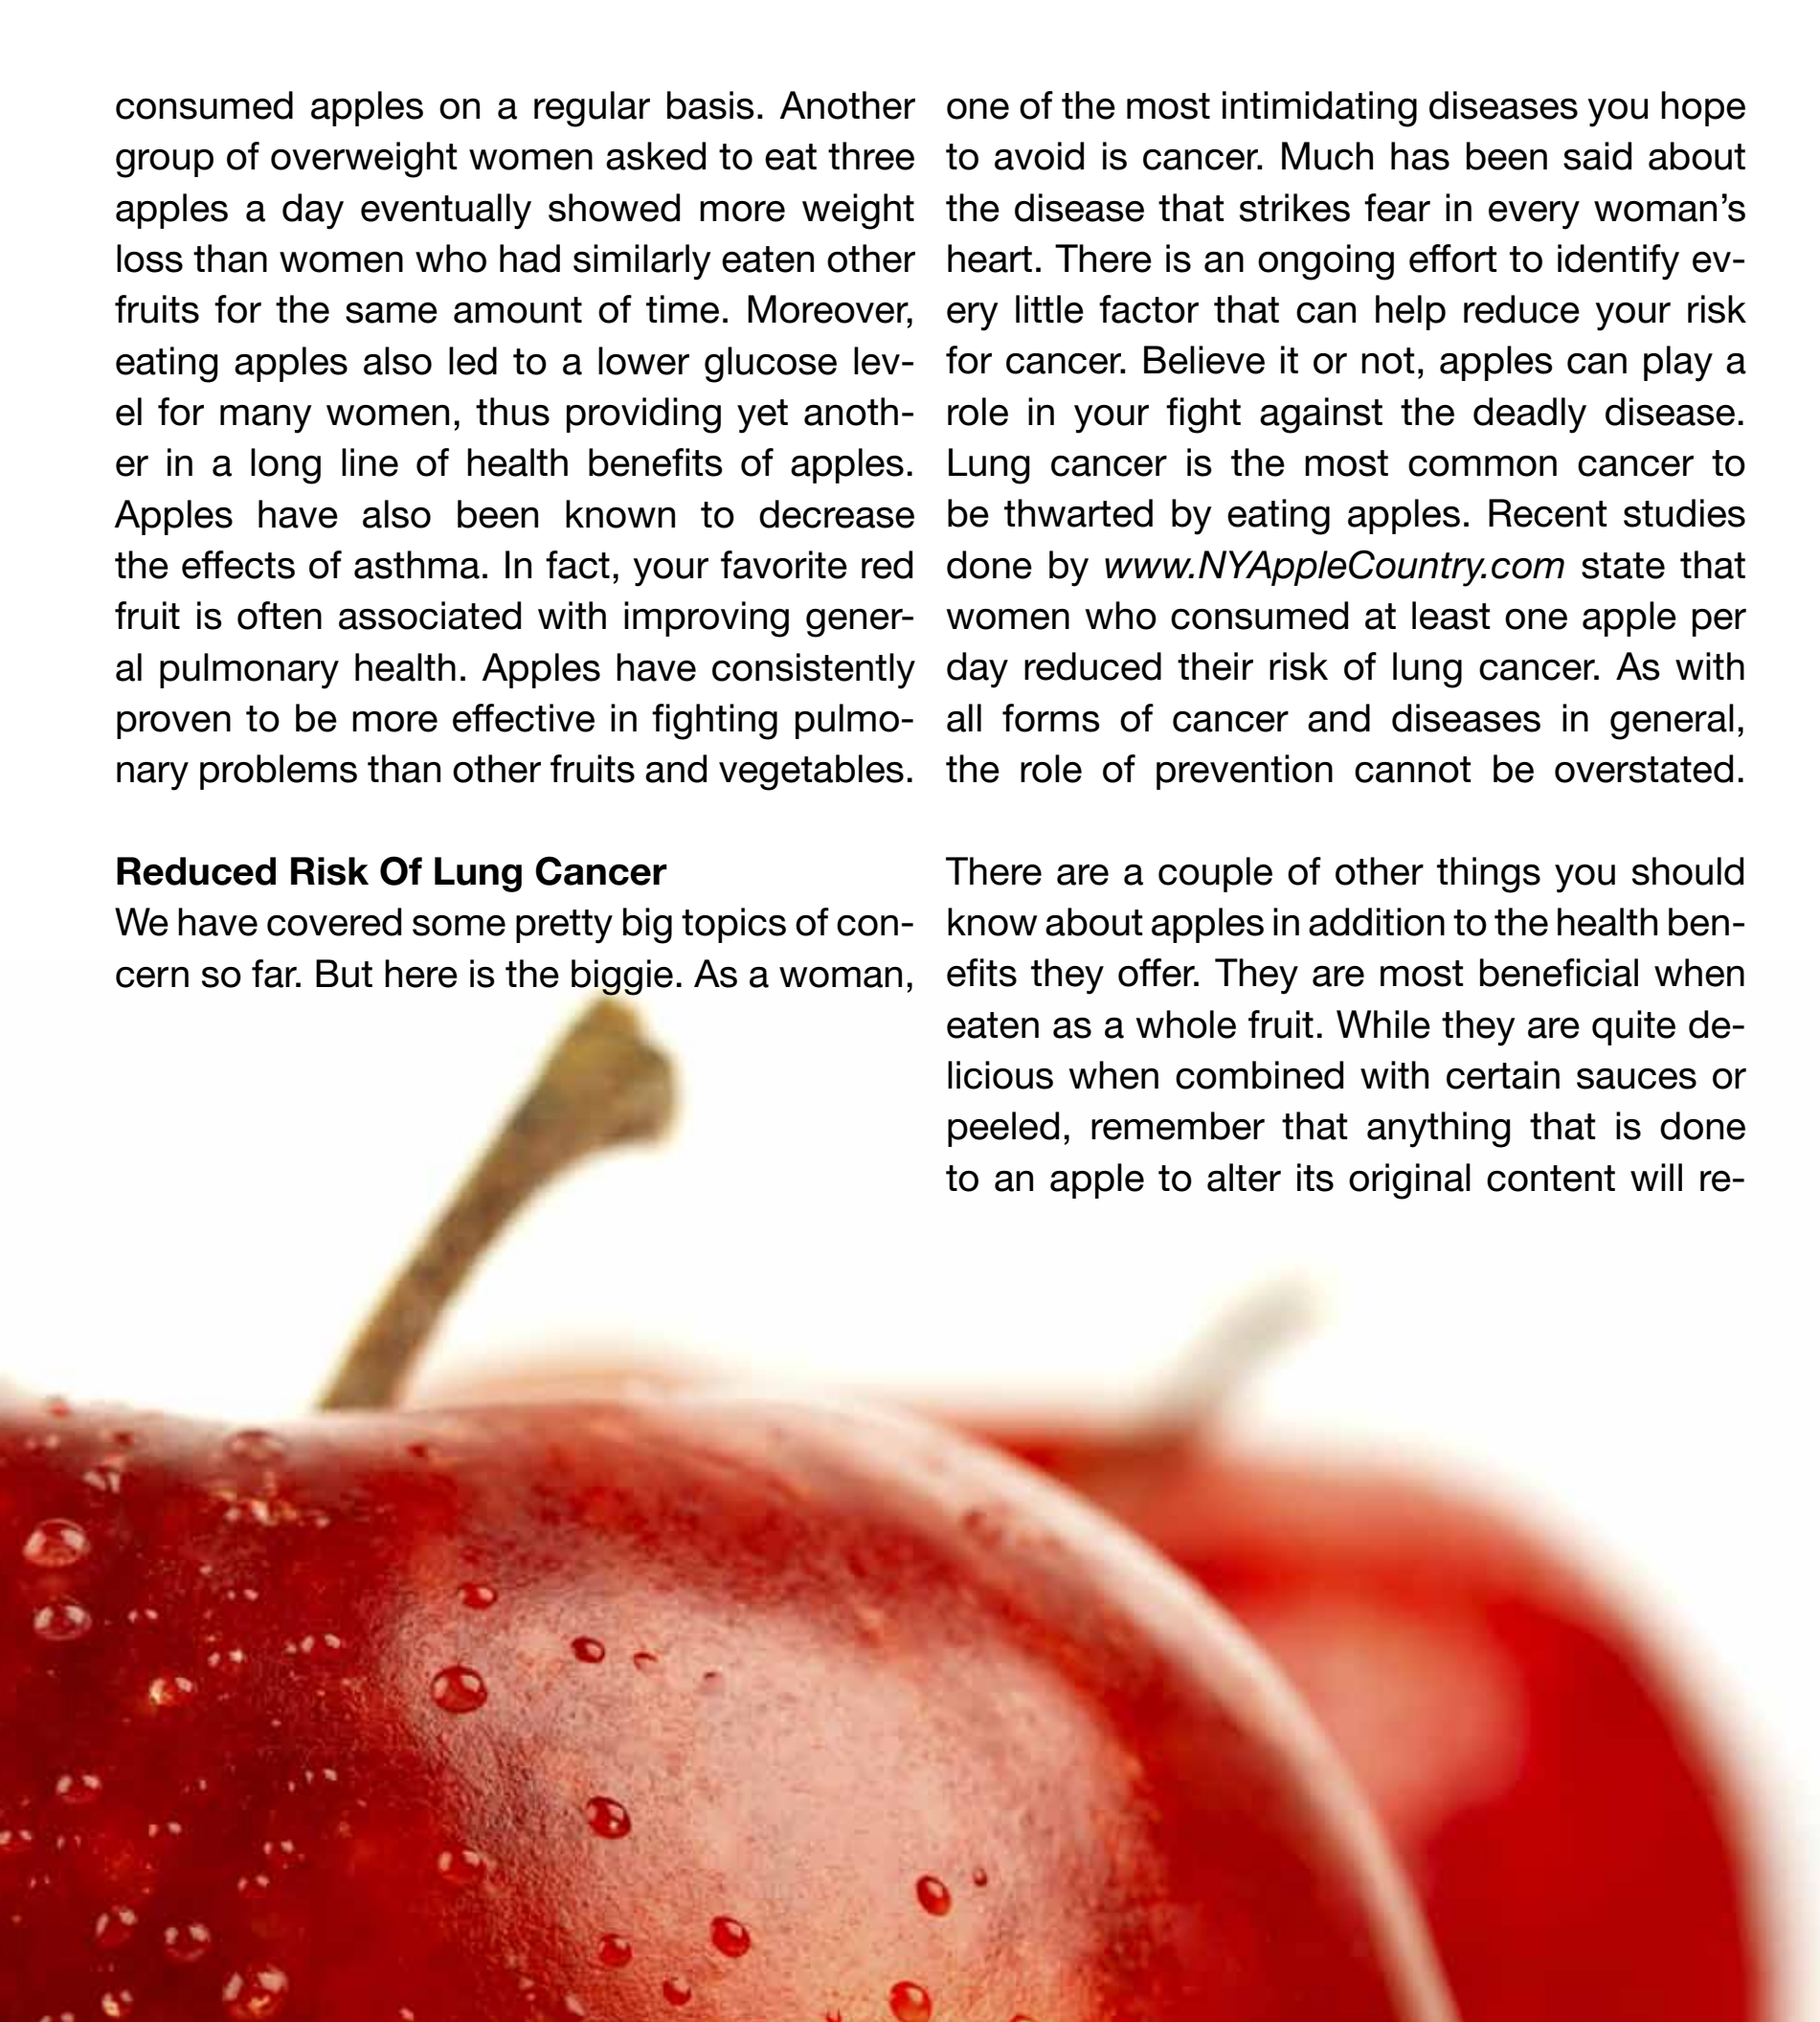 consumed apples on a regular basis. Another
group of overweight women asked to eat three
apples a day eventually showed more weight
loss than women who had similarly eaten other
fruits for the same amount of time. Moreover,
eating apples also led to a lower glucose lev-
el for many women, thus providing yet anoth-
er in a long line of health benefits of apples.
Apples have also been known to decrease
the effects of asthma. In fact, your favorite red
fruit is often associated with improving gener-
al pulmonary health. Apples have consistently
proven to be more effective in fighting pulmo-
nary problems than other fruits and vegetables.
Reduced Risk Of Lung Cancer
We have covered some pretty big topics of con-
cern so far. But here is the biggie. As a woman,
one of the most intimidating diseases you hope
to avoid is cancer. Much has been said about
the disease that strikes fear in every woman’s
heart. There is an ongoing effort to identify ev-
ery little factor that can help reduce your risk
for cancer. Believe it or not, apples can play a
role in your fight against the deadly disease.
Lung cancer is the most common cancer to
be thwarted by eating apples. Recent studies
done by www.NYAppleCountry.com state that
women who consumed at least one apple per
day reduced their risk of lung cancer. As with
all forms of cancer and diseases in general,
the role of prevention cannot be overstated.
There are a couple of other things you should
know about apples in addition to the health ben-
efits they offer. They are most beneficial when
eaten as a whole fruit. While they are quite de-
licious when combined with certain sauces or
peeled, remember that anything that is done
to an apple to alter its original content will re-